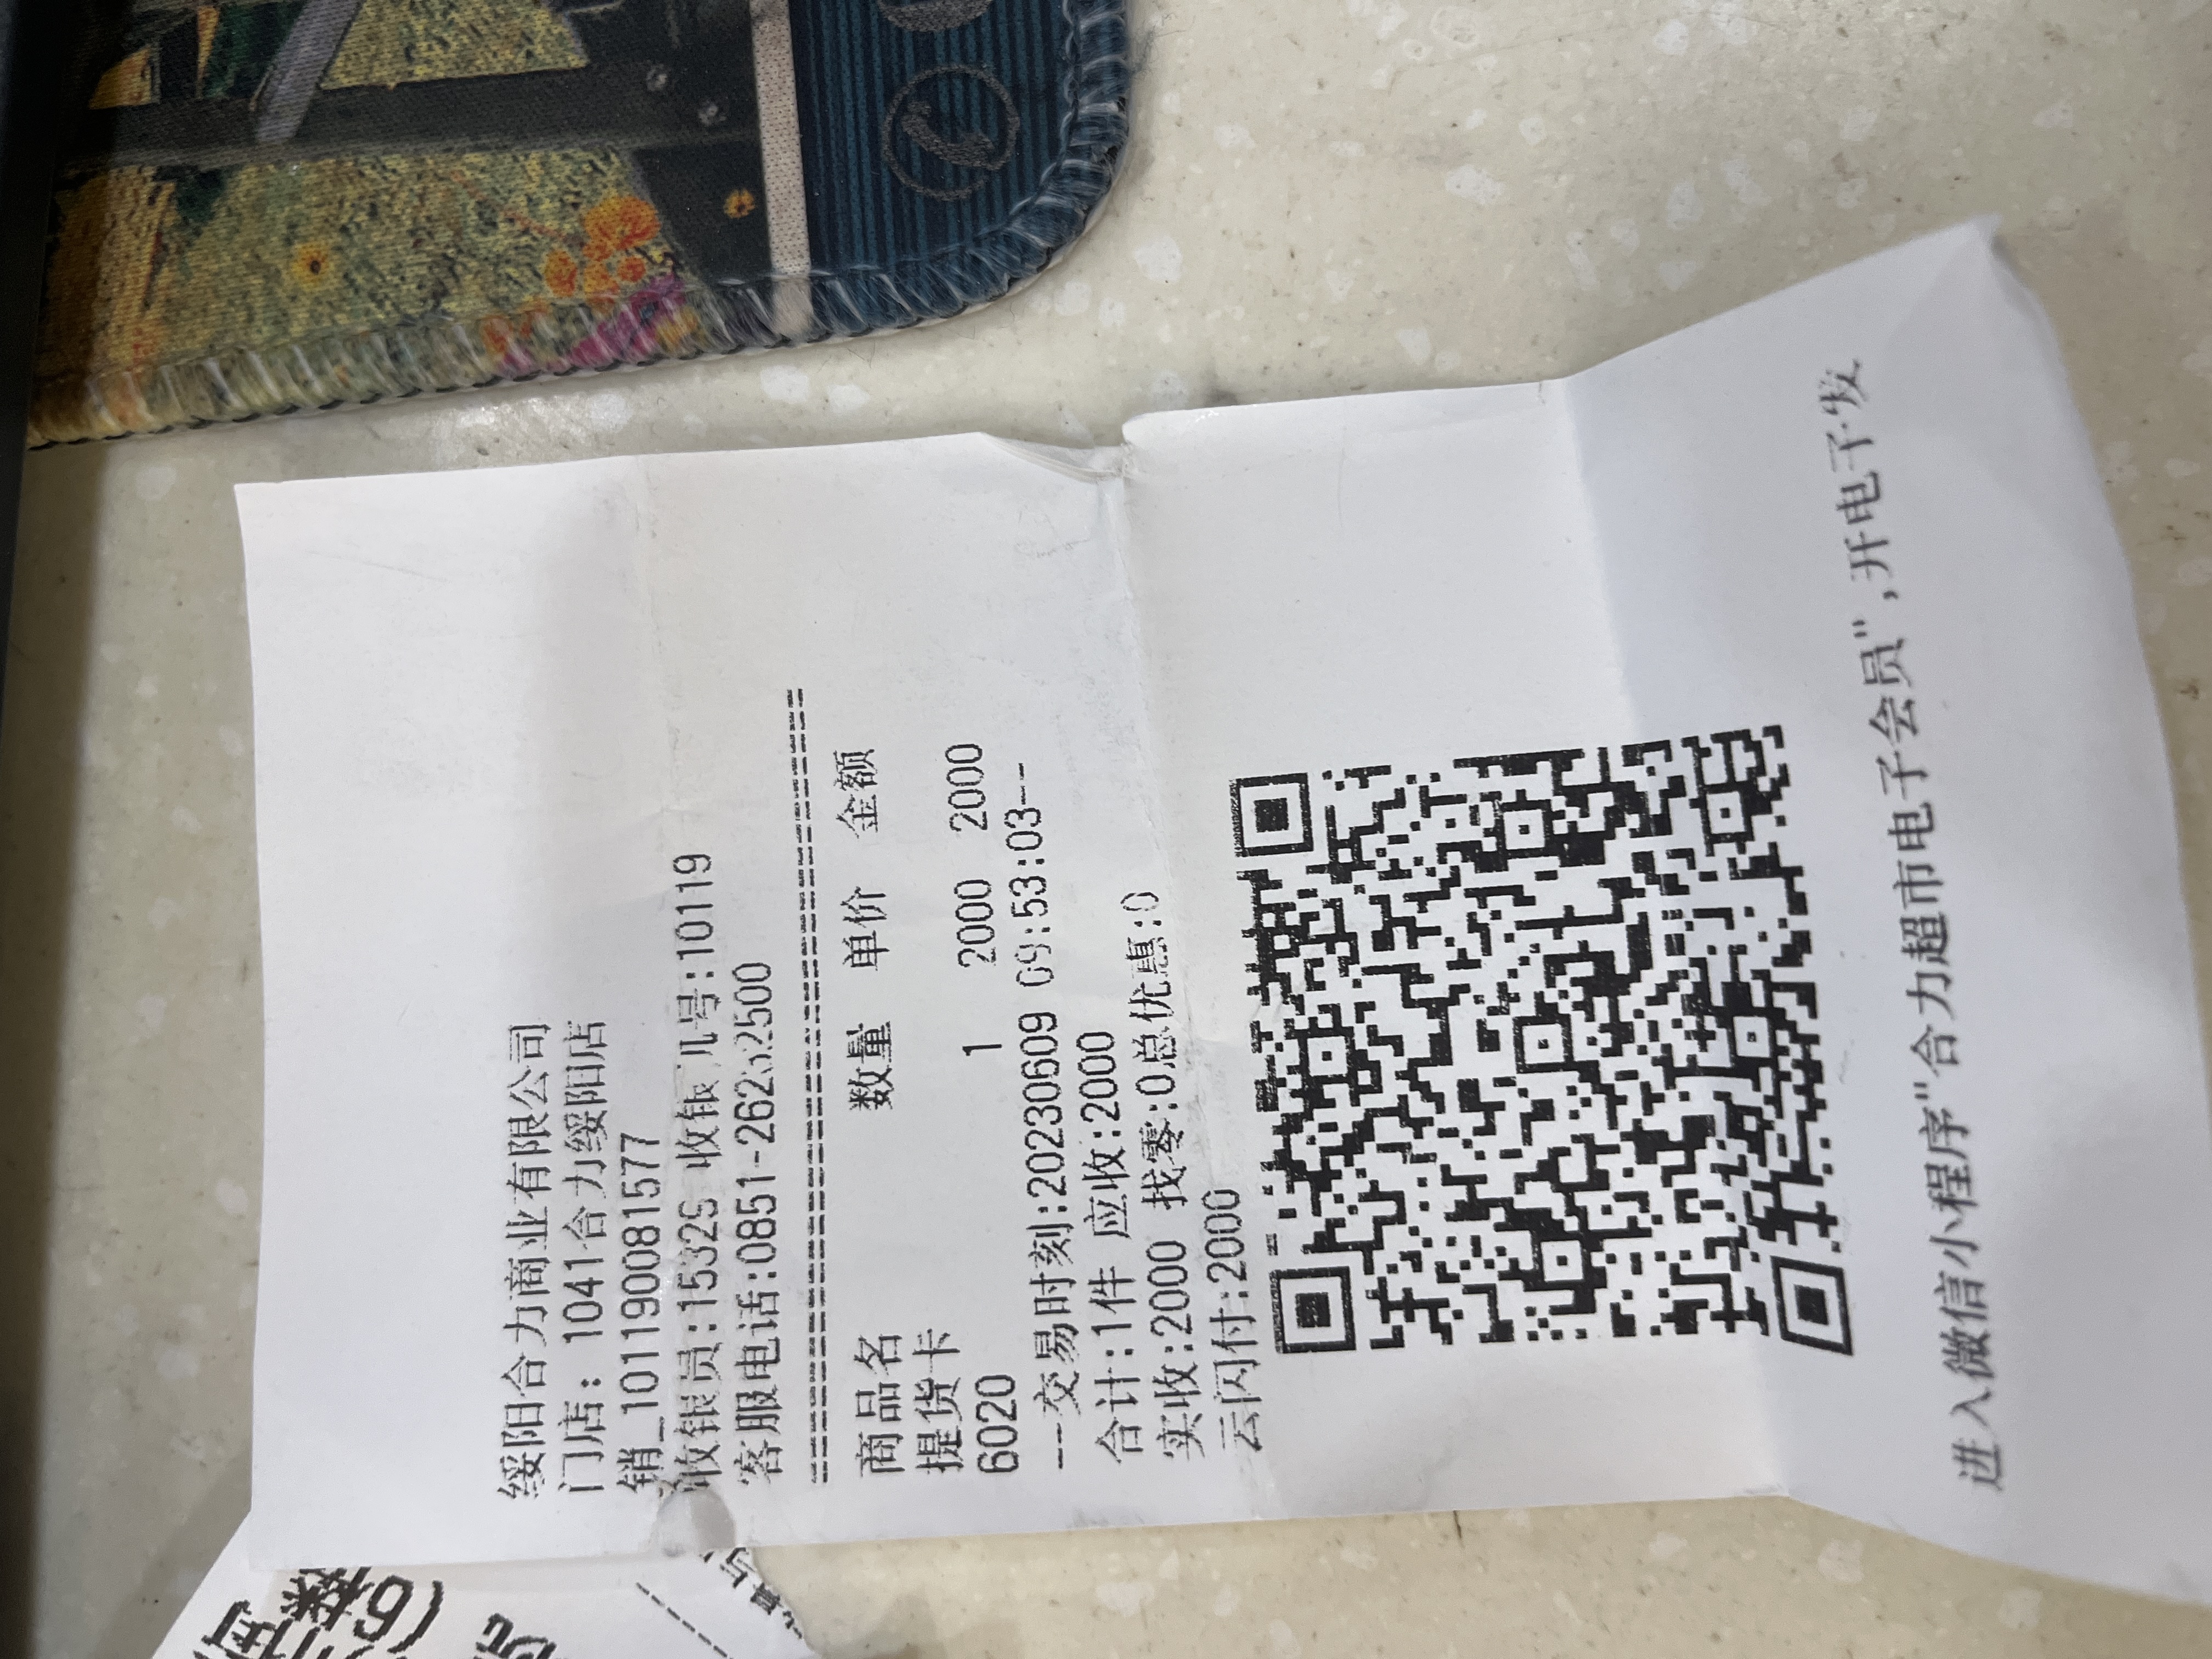 绥阳合力商业有限公司
门店: 1041合力绥阳店
销_101190081577
收银员:15329 收银机号:10119
客服电话:0851-26232500
商品名 数量 单价 金额
提货卡
6020 1 2000 2000
--交易时刻:20230609 09:53:03--
合计:1件 应收:2000
实收:2000 找零:0总优惠:0
云闪付:2000
进入微信小程序"合力超市电子会员",开电子发
(6楼